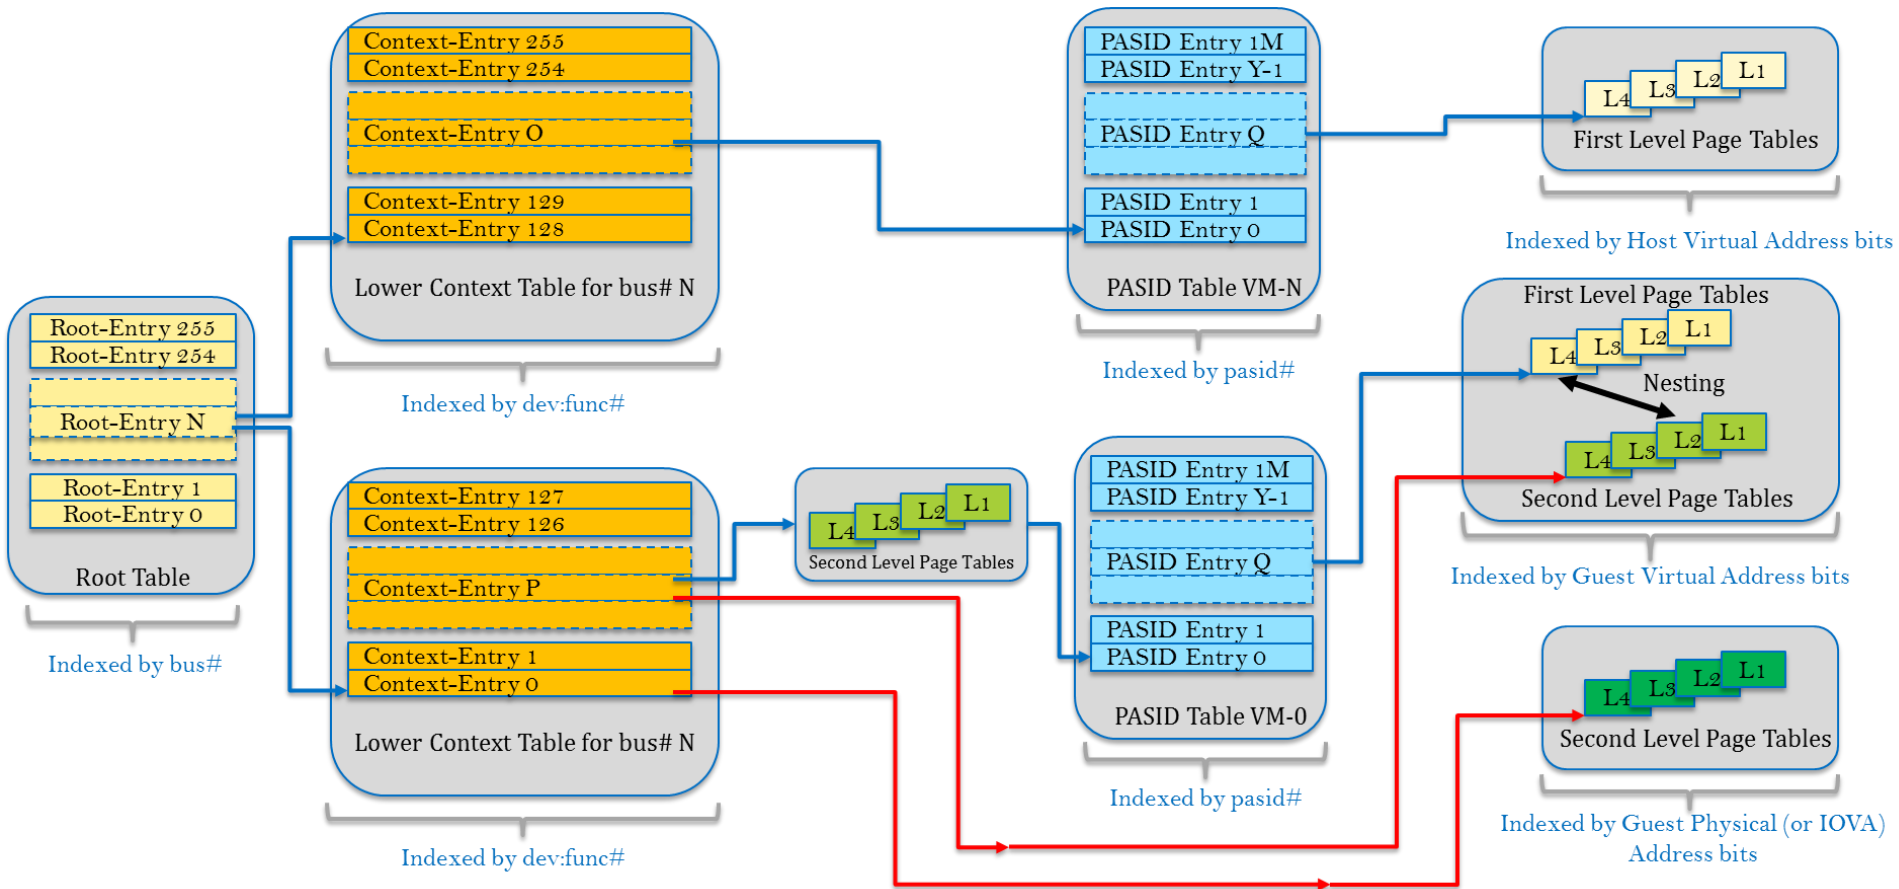 Root-Entry 255
Root-Entry 254
Root-Entry N
Root-Entry 1
Root-Entry 0
Root Table
Indexed by bus#
Context-Entry 255
Context-Entry 254
Context-Entry O
Context-Entry 129
Context-Entry 128
Lower Context Table for bus# N
Indexed by dev:func#
Context-Entry 127
Context-Entry 126
Context-Entry P
Context-Entry 1
Context-Entry 0
Lower Context Table for bus# N
Indexed by dev:func#
L4 L3 L2 L1
Second Level Page Tables
PASID Entry 1M
PASID Entry Y-1
PASID Entry Q
PASID Entry 1
PASID Entry 0
PASID Table VM-N
Indexed by pasid#
PASID Entry 1M
PASID Entry Y-1
PASID Entry Q
PASID Entry 1
PASID Entry 0
PASID Table VM-0
Indexed by pasid#
L4 L3 L2 L1
First Level Page Tables
Indexed by Host Virtual Address bits
First Level Page Tables
L4 L3 L2 L1
Nesting
L4 L3 L2 L1
Second Level Page Tables
Indexed by Guest Virtual Address bits
L4 L3 L2 L1
Second Level Page Tables
Indexed by Guest Physical (or IOVA)
Address bits